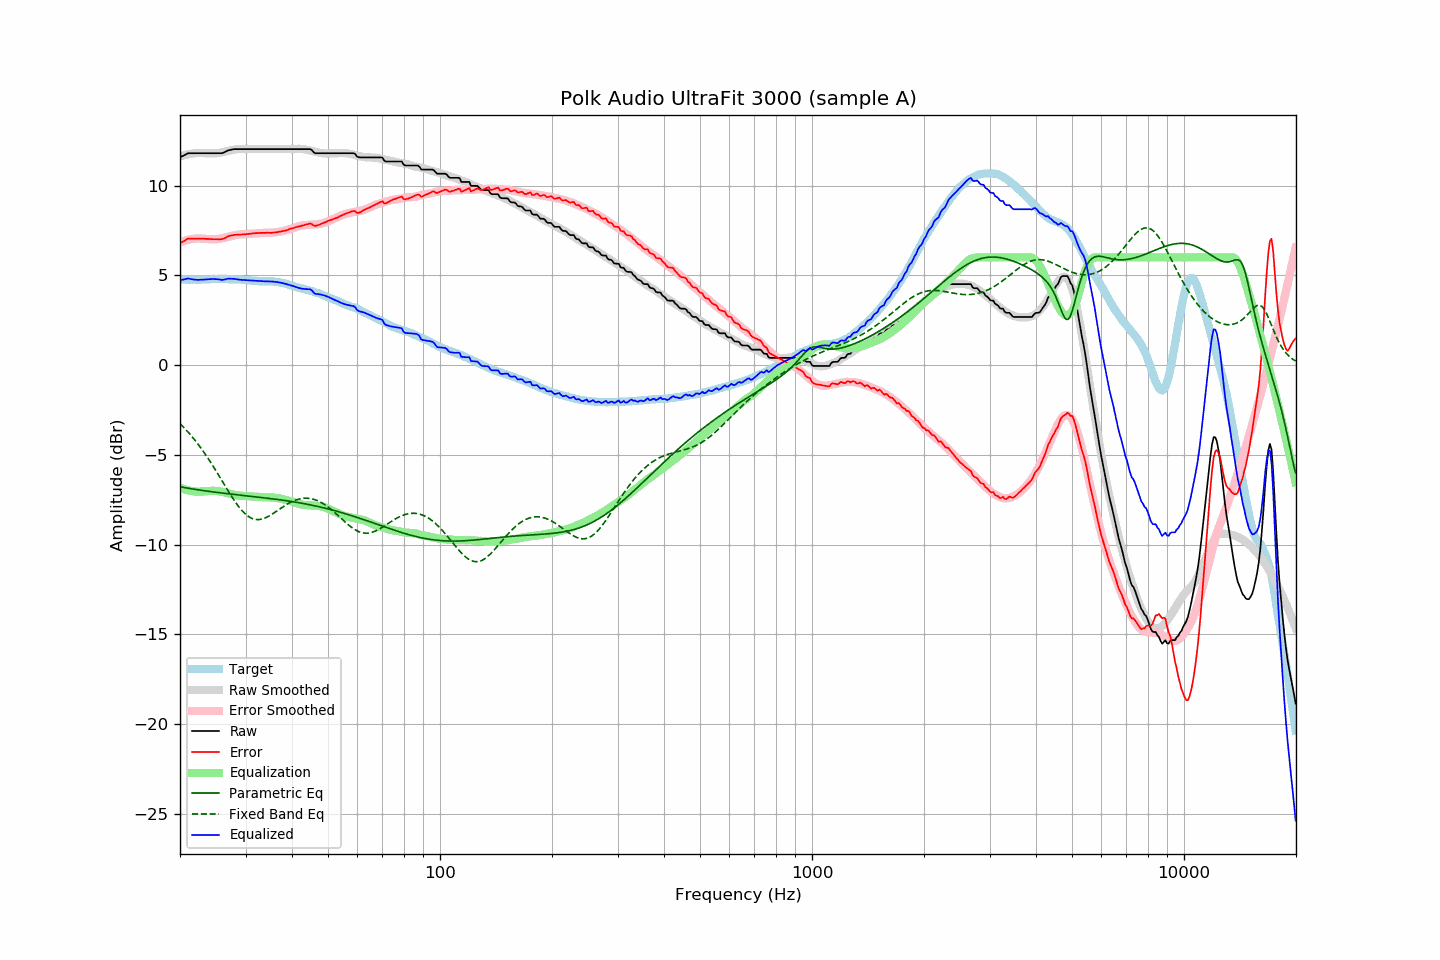 Polk Audio UltraFit 3000 (sample A)
10
5
0
−5
−10
−15
−20
−25
Amplitude (dBr)
Target
Raw Smoothed
Error Smoothed
Raw
Error
Equalization
Parametric Eq
Fixed Band Eq
Equalized
100
1000
10000
Frequency (Hz)